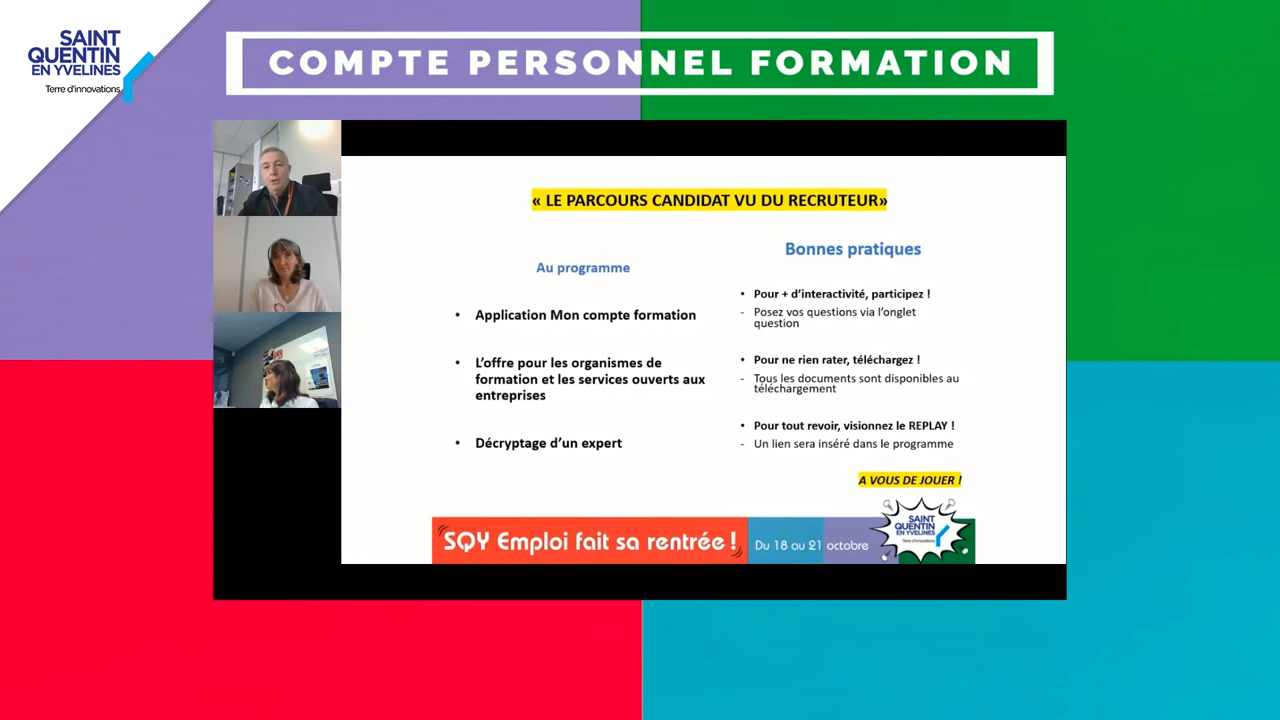 SAINT
QUENTIN
EN YVELINES
Terre d'innovations
COMPTE PERSONNEL FORMATION
« LE PARCOURS CANDIDAT VU DU RECRUTEUR»
Au programme
• Application Mon compte formation
• L'offre pour les organismes de
formation et les services ouverts aux
entreprises
• Décryptage d'un expert
Bonnes pratiques
• Pour + d'interactivité, participez !
- Posez vos questions via l'onglet
question
• Pour ne rien rater, téléchargez !
- Tous les documents sont disponibles au
téléchargement
• Pour tout revoir, visionnez le REPLAY !
- Un lien sera inséré dans le programme
A VOUS DE JOUER !
SQY Emploi fait sa rentrée !
Du 18 au 21 octobre
SAINT
QUENTIN
EN YVELINES
Terre d'innovations